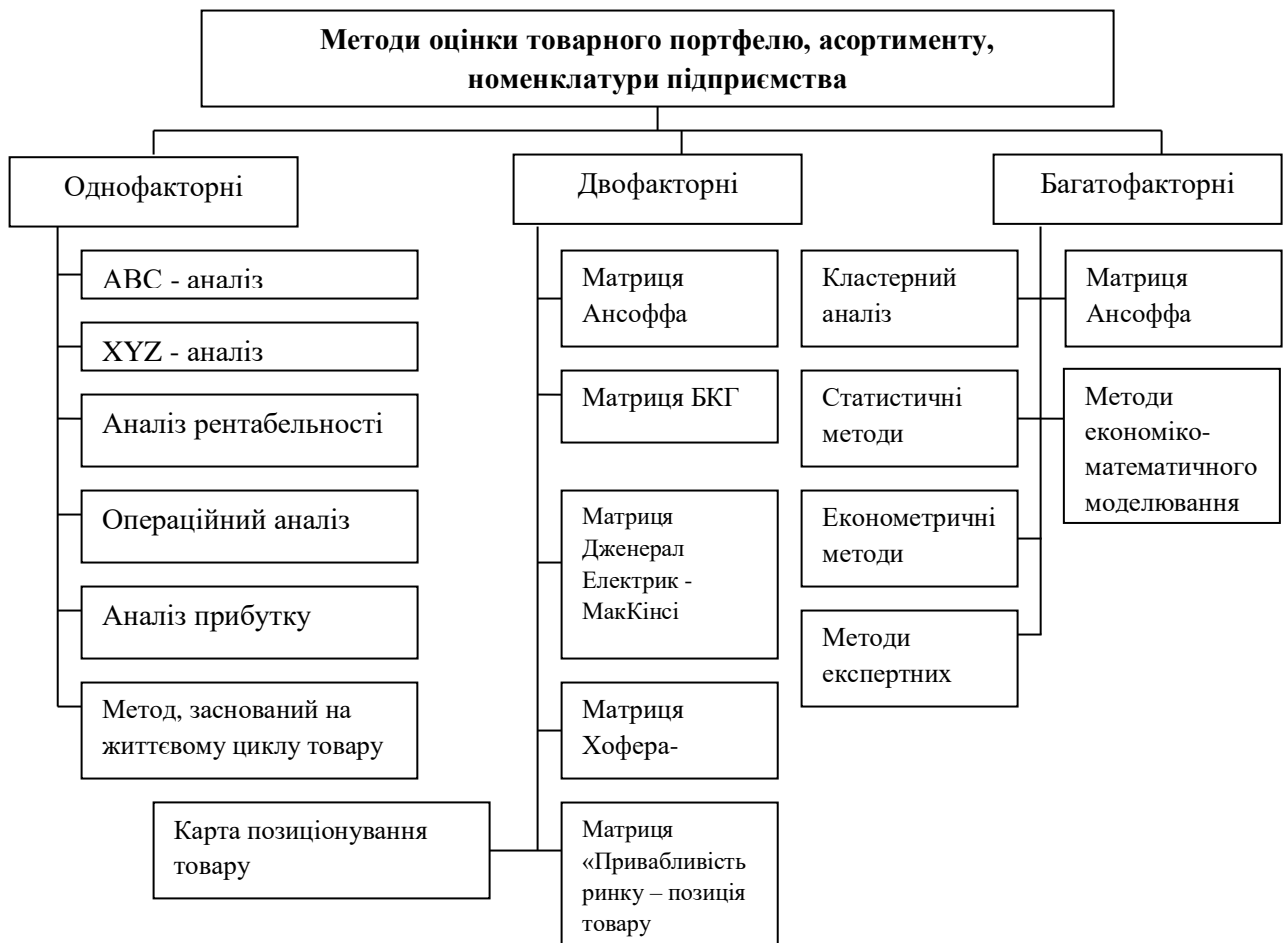 Методи оцінки товарного портфелю, асортименту,
номенклатури підприємства
Однофакторні
Двофакторні
Багатофакторні
АВС - аналіз
XYZ - аналіз
Аналіз рентабельності
Операційний аналіз
Аналіз прибутку
Метод, заснований на
життєвому циклу товару
Карта позиціонування
товару
Матриця
Ансоффа
Матриця БКГ
Матриця
Дженерал
Електрик -
МакКінсі
Матриця
Хофера-
Матриця
«Привабливість
ринку – позиція
товару
Кластерний
аналіз
Статистичні
методи
Економетричні
методи
Методи
експертних
Матриця
Ансоффа
Методи
економіко-
математичного
моделювання